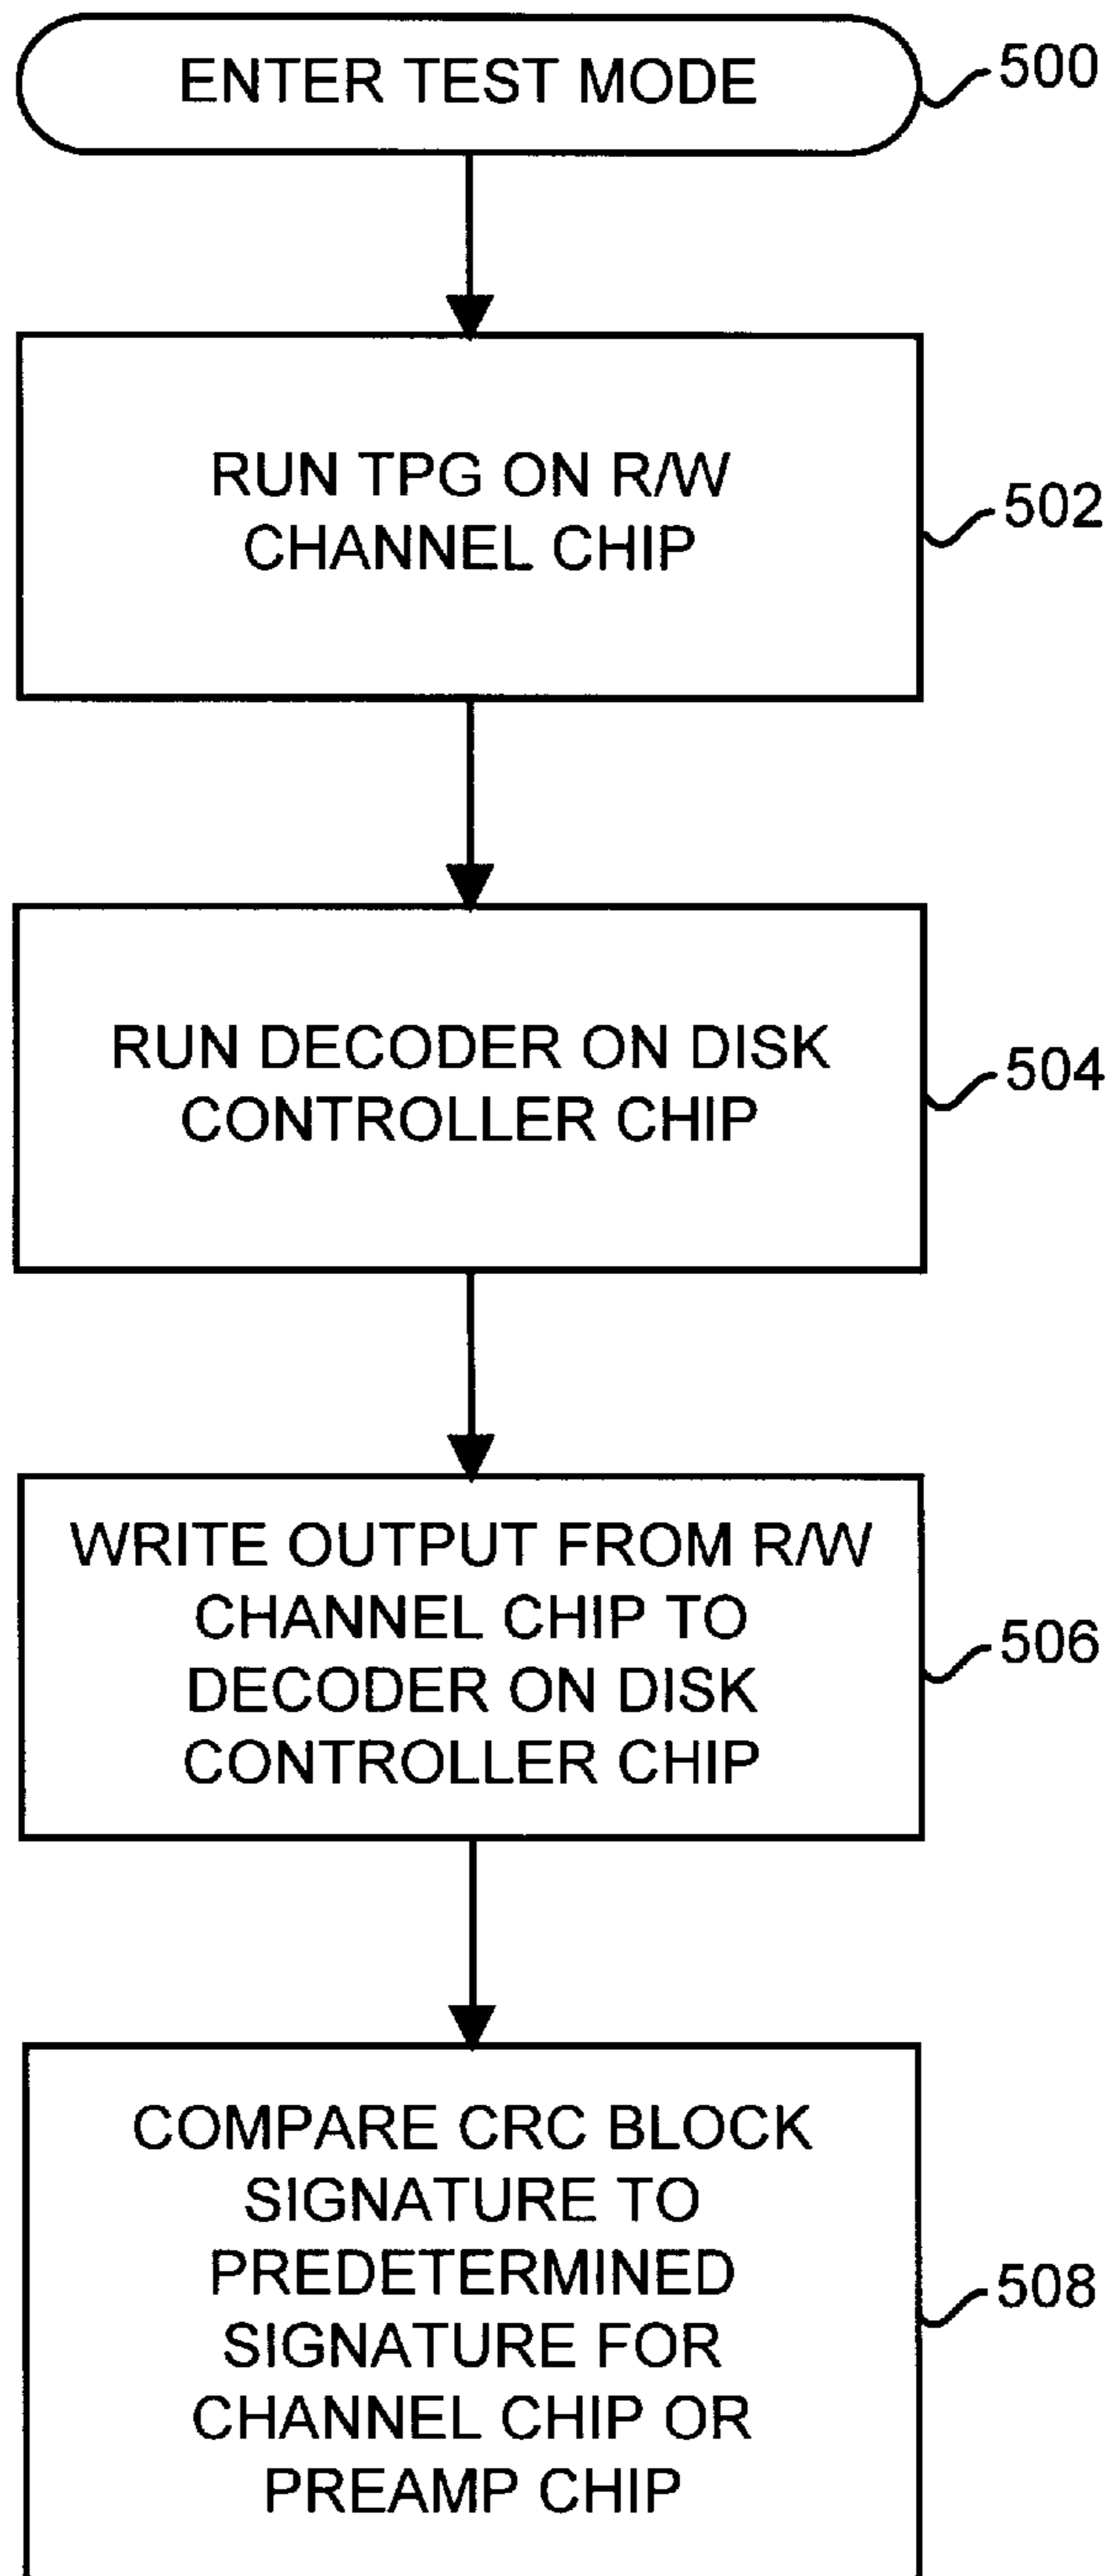 ENTER TEST MODE
500
RUN TPG ON R/W
CHANNEL CHIP
502
RUN DECODER ON DISK
CONTROLLER CHIP
504
WRITE OUTPUT FROM R/W
CHANNEL CHIP TO
DECODER ON DISK
CONTROLLER CHIP
506
COMPARE CRC BLOCK
SIGNATURE TO
PREDETERMINED
SIGNATURE FOR
CHANNEL CHIP OR
PREAMP CHIP
508